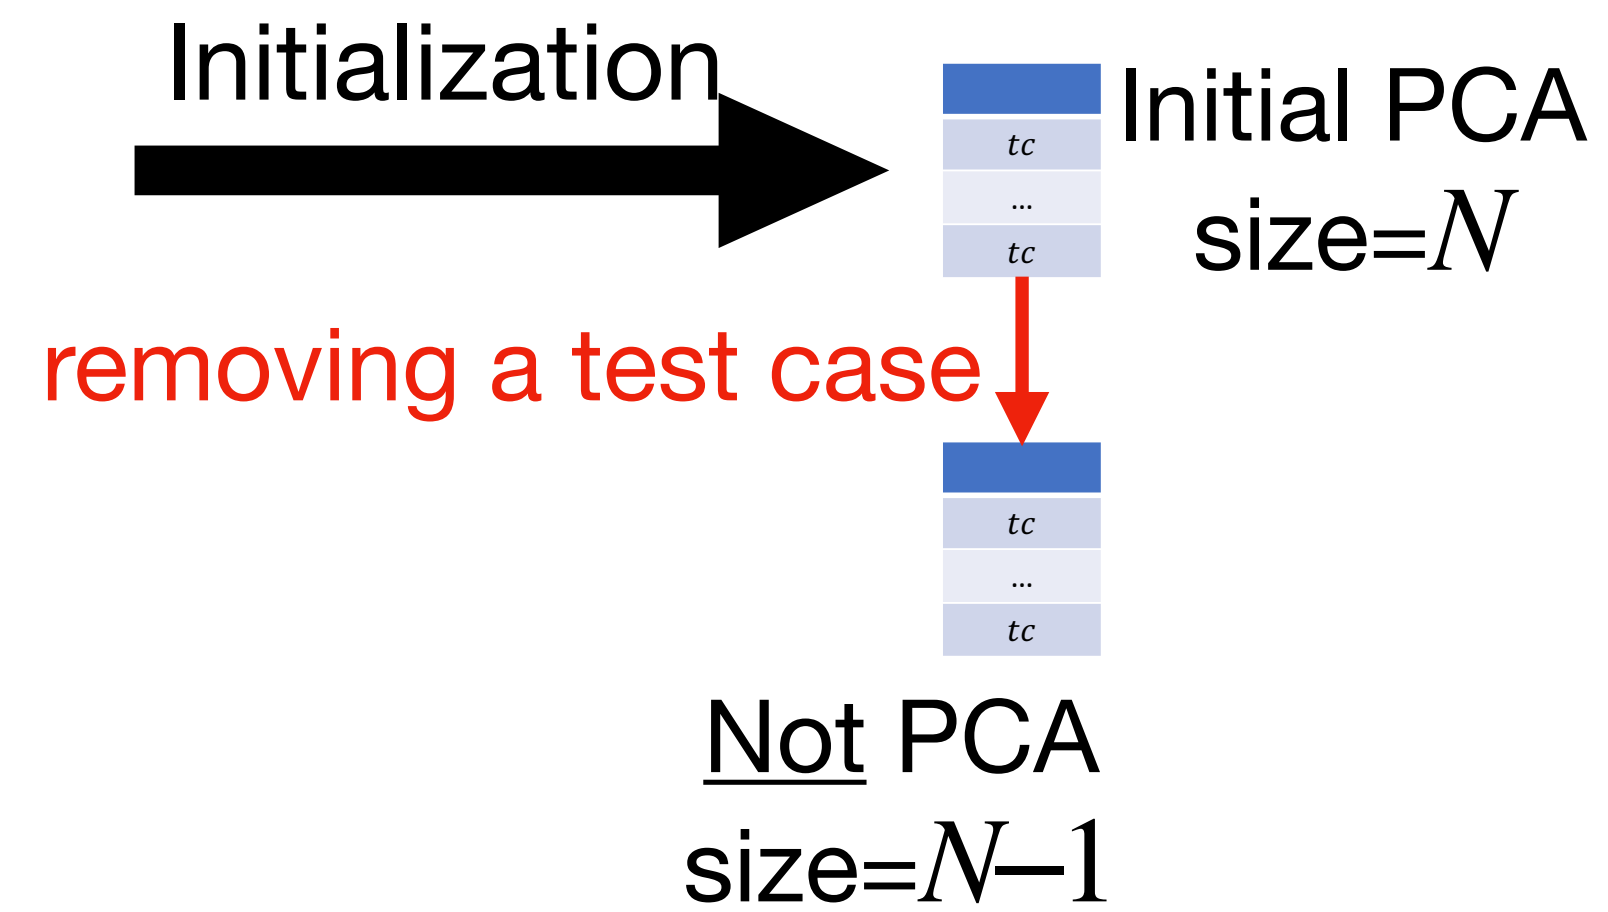 Initialization
Initial PCA
size=N
tc
...
tc
removing a test case
tc
...
tc
Not PCA
size=N−1